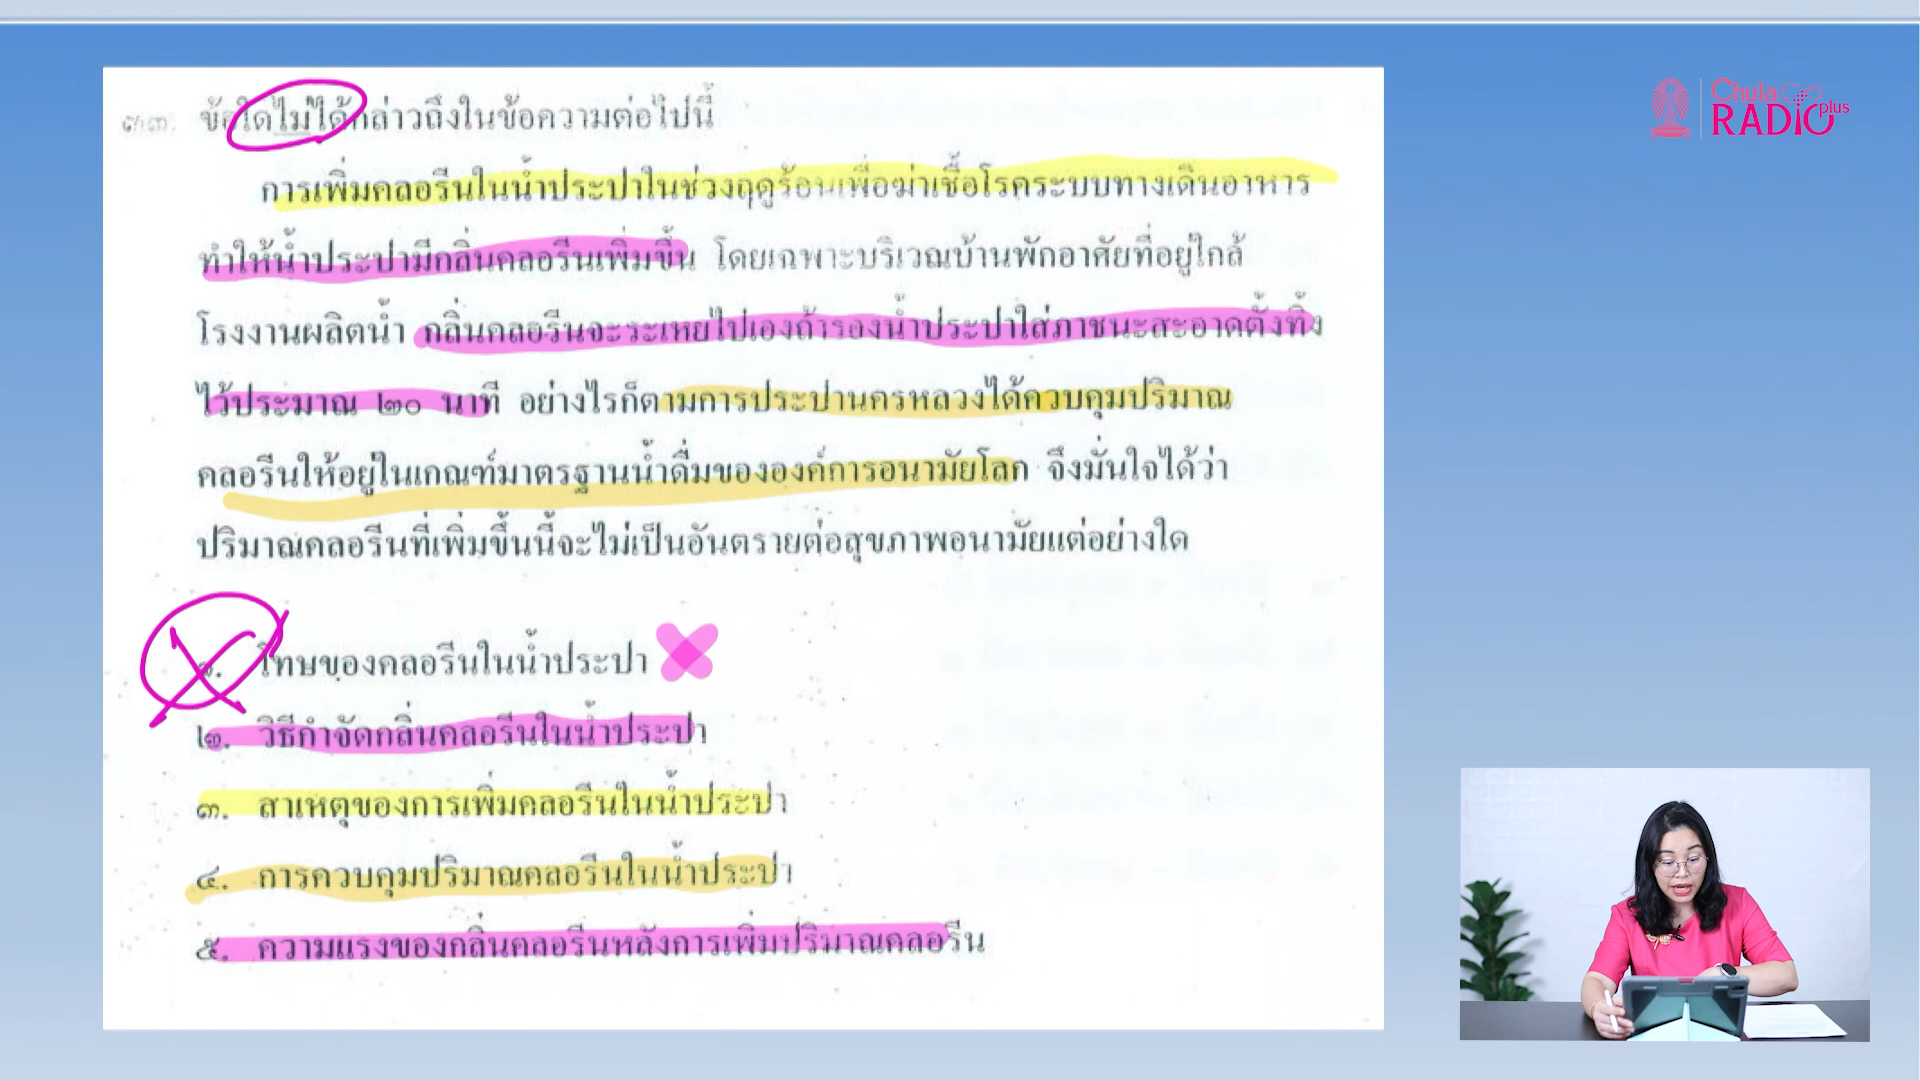 ๓๓. ข้อใดไม่ได้กล่าวถึงในข้อความต่อไปนี้
การเพิ่มคลอรีนในน้ำประปาในช่วงฤดูร้อนเพื่อฆ่าเชื้อโรคระบบทางเดินอาหาร
ทำให้น้ำประปามีกลิ่นคลอรีนเพิ่มขึ้น โดยเฉพาะบริเวณบ้านพักอาศัยที่อยู่ใกล้
โรงงานผลิตน้ำ กลิ่นคลอรีนจะระเหยไปเองถ้ารองน้ำประปาใส่ภาชนะสะอาดตั้งทิ้ง
ไว้ประมาณ ๒๐ นาที อย่างไรก็ตามการประปานครหลวงได้ควบคุมปริมาณ
คลอรีนให้อยู่ในเกณฑ์มาตรฐานน้ำดื่มขององค์การอนามัยโลก จึงมั่นใจได้ว่า
ปริมาณคลอรีนที่เพิ่มขึ้นนี้จะไม่เป็นอันตรายต่อสุขภาพอนามัยแต่อย่างใด
๑. โทษของคลอรีนในน้ำประปา
๒. วิธีกำจัดกลิ่นคลอรีนในน้ำประปา
๓. สาเหตุของการเพิ่มคลอรีนในน้ำประปา
๔. การควบคุมปริมาณคลอรีนในน้ำประปา
๕. ความแรงของกลิ่นคลอรีนหลังการเพิ่มปริมาณคลอรีน
Chula
RADIO plus